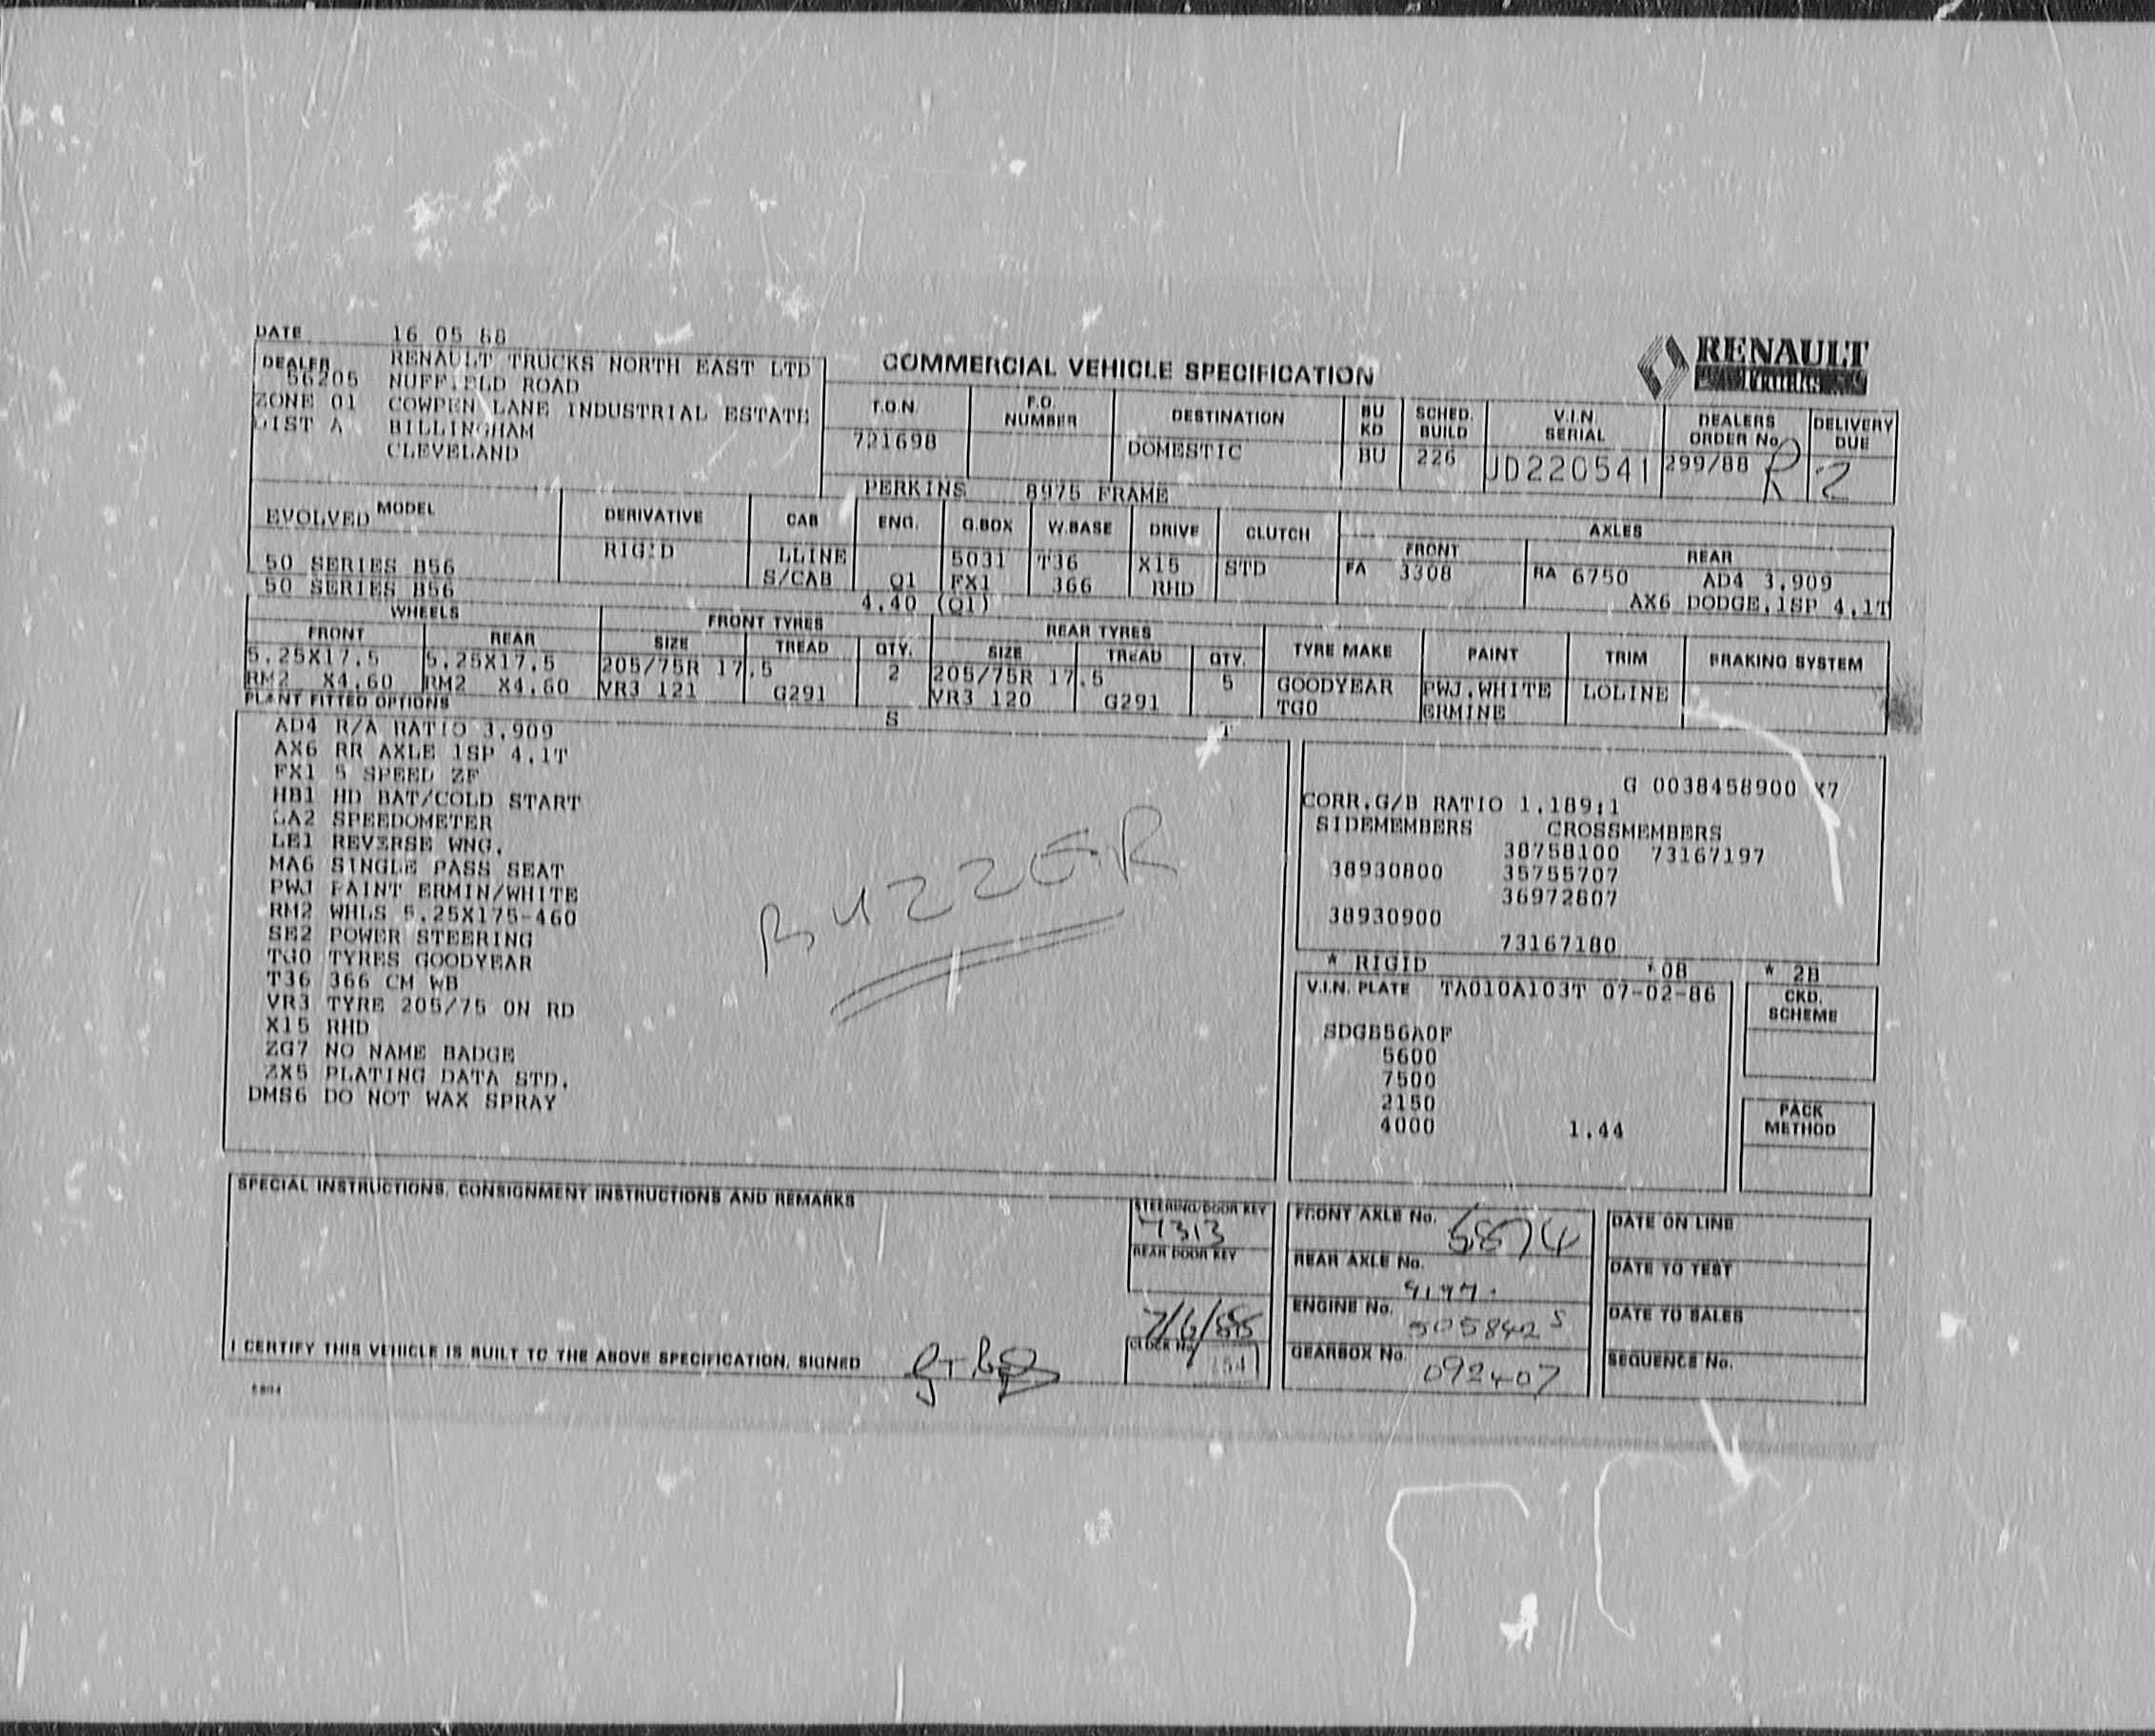 DATE 16 05 88
RENAULT
TRUCKS
DEALER RENAULT TRUCKS NORTH EAST LTD
56205 NUFFIELD ROAD
ZONE 01 COWPEN LANE INDUSTRIAL ESTATE
DIST A BILLINGHAM
CLEVELAND
COMMERCIAL VEHICLE SPECIFICATION
T.O.N. F.O. NUMBER DESTINATION BU KD SCHED. BUILD V.I.N. SERIAL DEALERS ORDER No. DELIVERY DUE
721698 DOMESTIC BU 226 JD220541 299/88 R2
PERKINS 8975 FRAME
MODEL DERIVATIVE CAB ENG. G.BOX W.BASE DRIVE CLUTCH AXLES
EVOLVED FRONT REAR
50 SERIES B56 RIGID LLINE 5031 T36 X15 STD FA 3308 RA 6750 AD4 3.909
50 SERIES B56 S/CAB Q1 FX1 366 RHD AX6 DODGE.1SP 4.1T
4.40 (Q1)
WHEELS FRONT TYRES REAR TYRES
FRONT REAR SIZE TREAD QTY. SIZE TREAD QTY. TYRE MAKE PAINT TRIM BRAKING SYSTEM
5.25X17.5 5.25X17.5 205/75R 17.5 2 205/75R 17.5 5 GOODYEAR PWJ.WHITE LOLINE
RM2 X4.60 RM2 X4.60 VR3 121 G291 VR3 120 G291 TGO ERMINE
PLANT FITTED OPTIONS
S T
AD4 R/A RATIO 3.909
AX6 RR AXLE 1SP 4.1T
FX1 5 SPEED ZF
HB1 HD BAT/COLD START
LA2 SPEEDOMETER
LE1 REVERSE WNG.
MA6 SINGLE PASS SEAT
PWJ PAINT ERMIN/WHITE
RM2 WHLS 5.25X175-460
SE2 POWER STEERING
TGO TYRES GOODYEAR
T36 366 CM WB
VR3 TYRE 205/75 ON RD
X15 RHD
ZG7 NO NAME BADGE
ZX5 PLATING DATA STD.
DMS6 DO NOT WAX SPRAY
BUZZER
G 0038458900 X7
CORR.G/B RATIO 1.189:1
SIDEMEMBERS CROSSMEMBERS
38758100 73167197
38930800 35755707
36972807
38930900
73167180
* RIGID *08 * 2B
V.I.N. PLATE TA010A103T 07-02-86
SDGB56A0F
5600
7500
2150
4000 1.44
CKD. SCHEME
PACK METHOD
SPECIAL INSTRUCTIONS, CONSIGNMENT INSTRUCTIONS AND REMARKS
STEERING/DOOR KEY
7313
REAR DOOR KEY
7/6/88
CLOCK No.
FRONT AXLE No. 5874
REAR AXLE No.
ENGINE No. 505842 S
GEARBOX No. 092407
DATE ON LINE
DATE TO TEST
DATE TO SALES
SEQUENCE No.
I CERTIFY THIS VEHICLE IS BUILT TO THE ABOVE SPECIFICATION, SIGNED